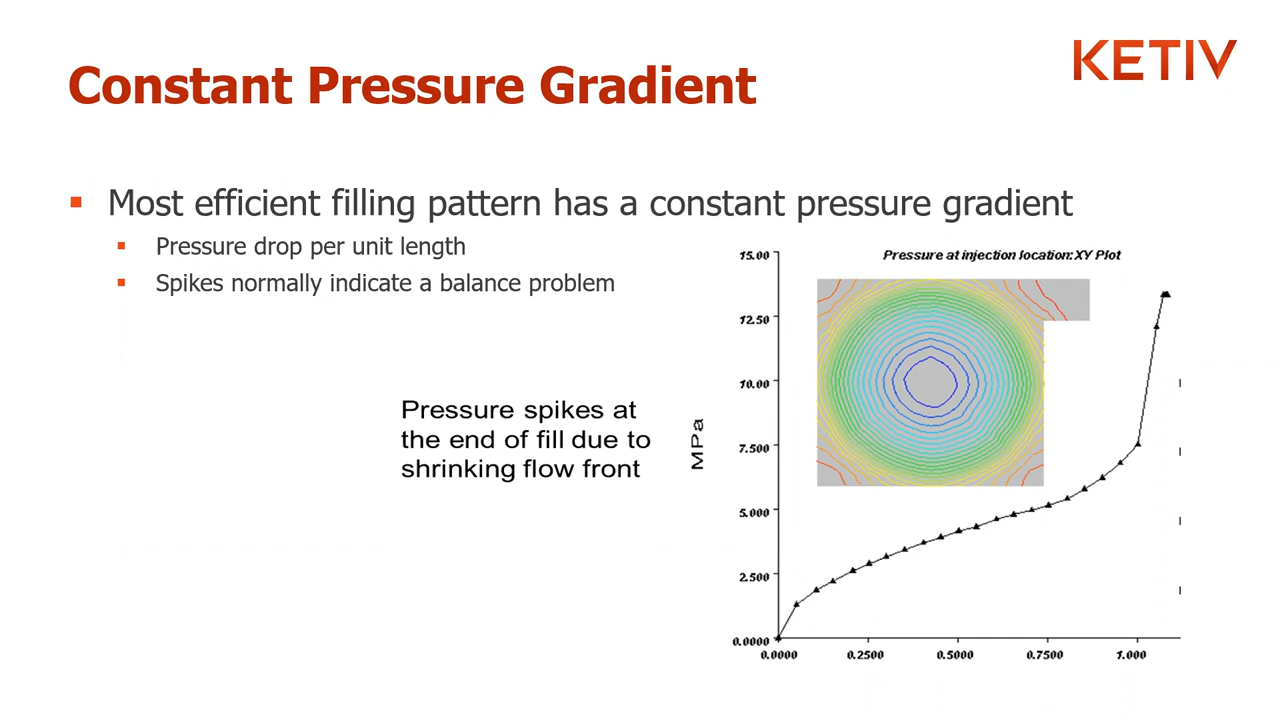 KETIV
Constant Pressure Gradient
Most efficient filling pattern has a constant pressure gradient
Pressure drop per unit length
Spikes normally indicate a balance problem
Pressure spikes at
the end of fill due to
shrinking flow front
Pressure at injection location:XY Plot
MPa
15.00
12.50
10.00
7.500
5.000
2.500
0.0000
0.0000 0.2500 0.5000 0.7500 1.000